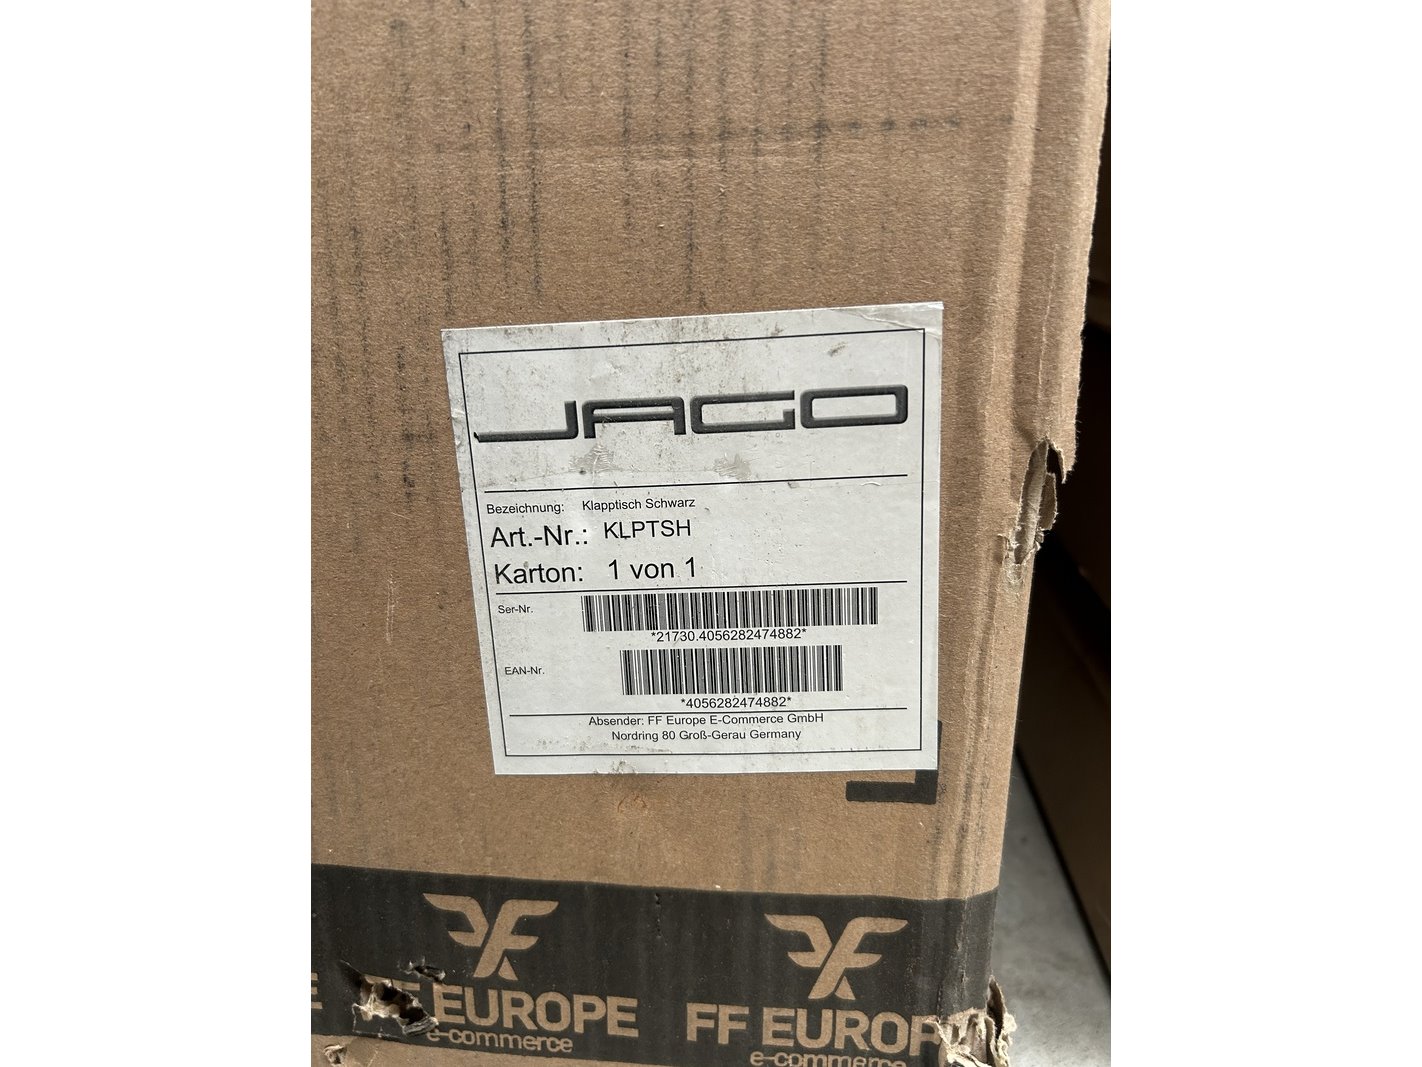 JAGO
Bezeichnung: Klapptisch Schwarz
Art.-Nr.: KLPTSH
Karton: 1 von 1
Ser-Nr.
*21730.4056282474882*
EAN-Nr.
*4056282474882*
Absender: FF Europe E-Commerce GmbH
Nordring 80 Groß-Gerau Germany
FF EUROPE FF EUROP
e-commerce e-commerce